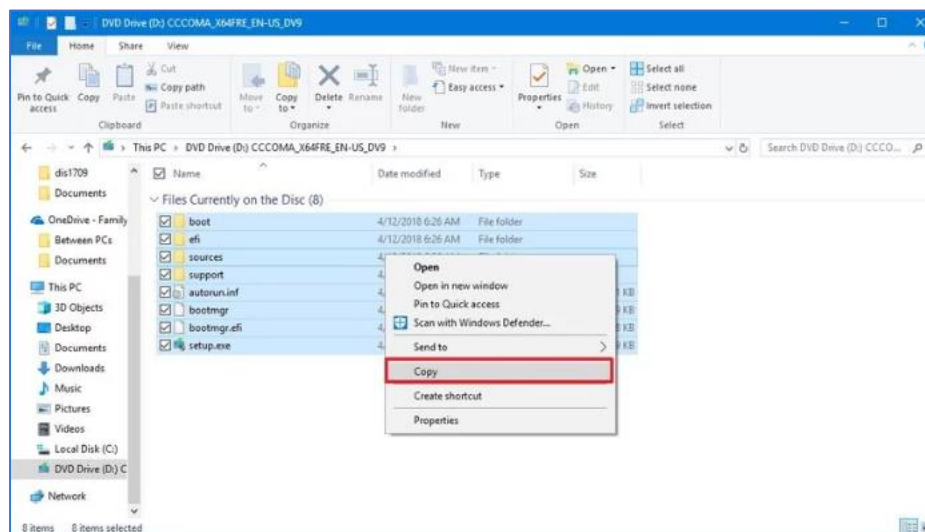 DVD Drive (D:) CCCOMA_X64FRE_EN-US_DV9
File Home Share View
Pin to Quick access
Copy
Paste
Cut
Copy path
Paste shortcut
Move to
Copy to
Delete
Rename
New folder
New item
Easy access
Properties
Open
Edit
History
Select all
Select none
Invert selection
Clipboard Organize New Open Select
This PC DVD Drive (D:) CCCOMA_X64FRE_EN-US_DV9
Search DVD Drive (D:) CCCO...
dis1709
Documents
OneDrive - Family
Between PCs
Documents
This PC
3D Objects
Desktop
Documents
Downloads
Music
Pictures
Videos
Local Disk (C:)
DVD Drive (D:) C
Network
Name Date modified Type Size
Files Currently on the Disc (8)
boot 4/12/2018 6:26 AM File folder
efi 4/12/2018 6:26 AM File folder
sources
support
autorun.inf KB
bootmgr KB
bootmgr.efi KB
setup.exe KB
Open
Open in new window
Pin to Quick access
Scan with Windows Defender...
Send to
Copy
Create shortcut
Properties
8 items 8 items selected